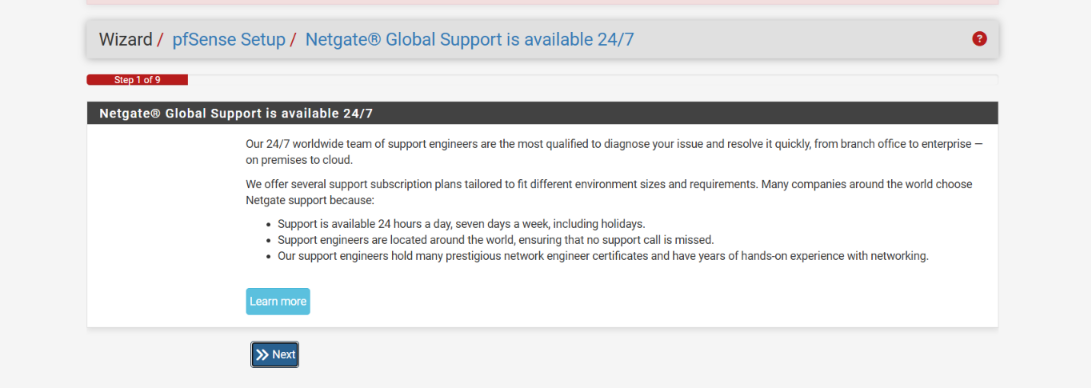 Wizard / pfSense Setup / Netgate® Global Support is available 24/7
?
Step 1 of 9
Netgate® Global Support is available 24/7
Our 24/7 worldwide team of support engineers are the most qualified to diagnose your issue and resolve it quickly, from branch office to enterprise –
on premises to cloud.
We offer several support subscription plans tailored to fit different environment sizes and requirements. Many companies around the world choose
Netgate support because:
• Support is available 24 hours a day, seven days a week, including holidays.
• Support engineers are located around the world, ensuring that no support call is missed.
• Our support engineers hold many prestigious network engineer certificates and have years of hands-on experience with networking.
Learn more
Next